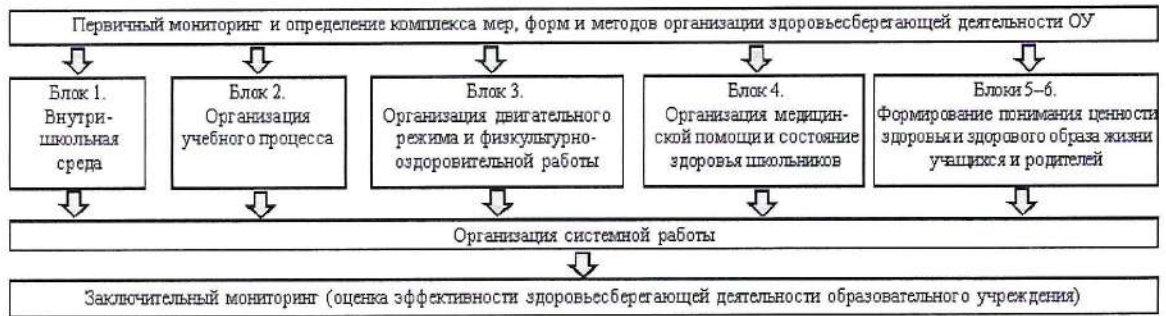 Первичный мониторинг и определение комплекса мер, форм и методов организации здоровьесберегающей деятельности ОУ
Блок 1.
Внутри-
школьная
среда
Блок 2.
Организация
учебного процесса
Блок 3.
Организация двигательного
режима и физкультурно-
оздоровительной работы
Блок 4.
Организация медицин-
ской помощи и состояние
здоровья школьников
Блоки 5–6.
Формирование понимания ценности
здоровья и здорового образа жизни
учащихся и родителей
Организация системной работы
Заключительный мониторинг (оценка эффективности здоровьесберегающей деятельности образовательного учреждения)